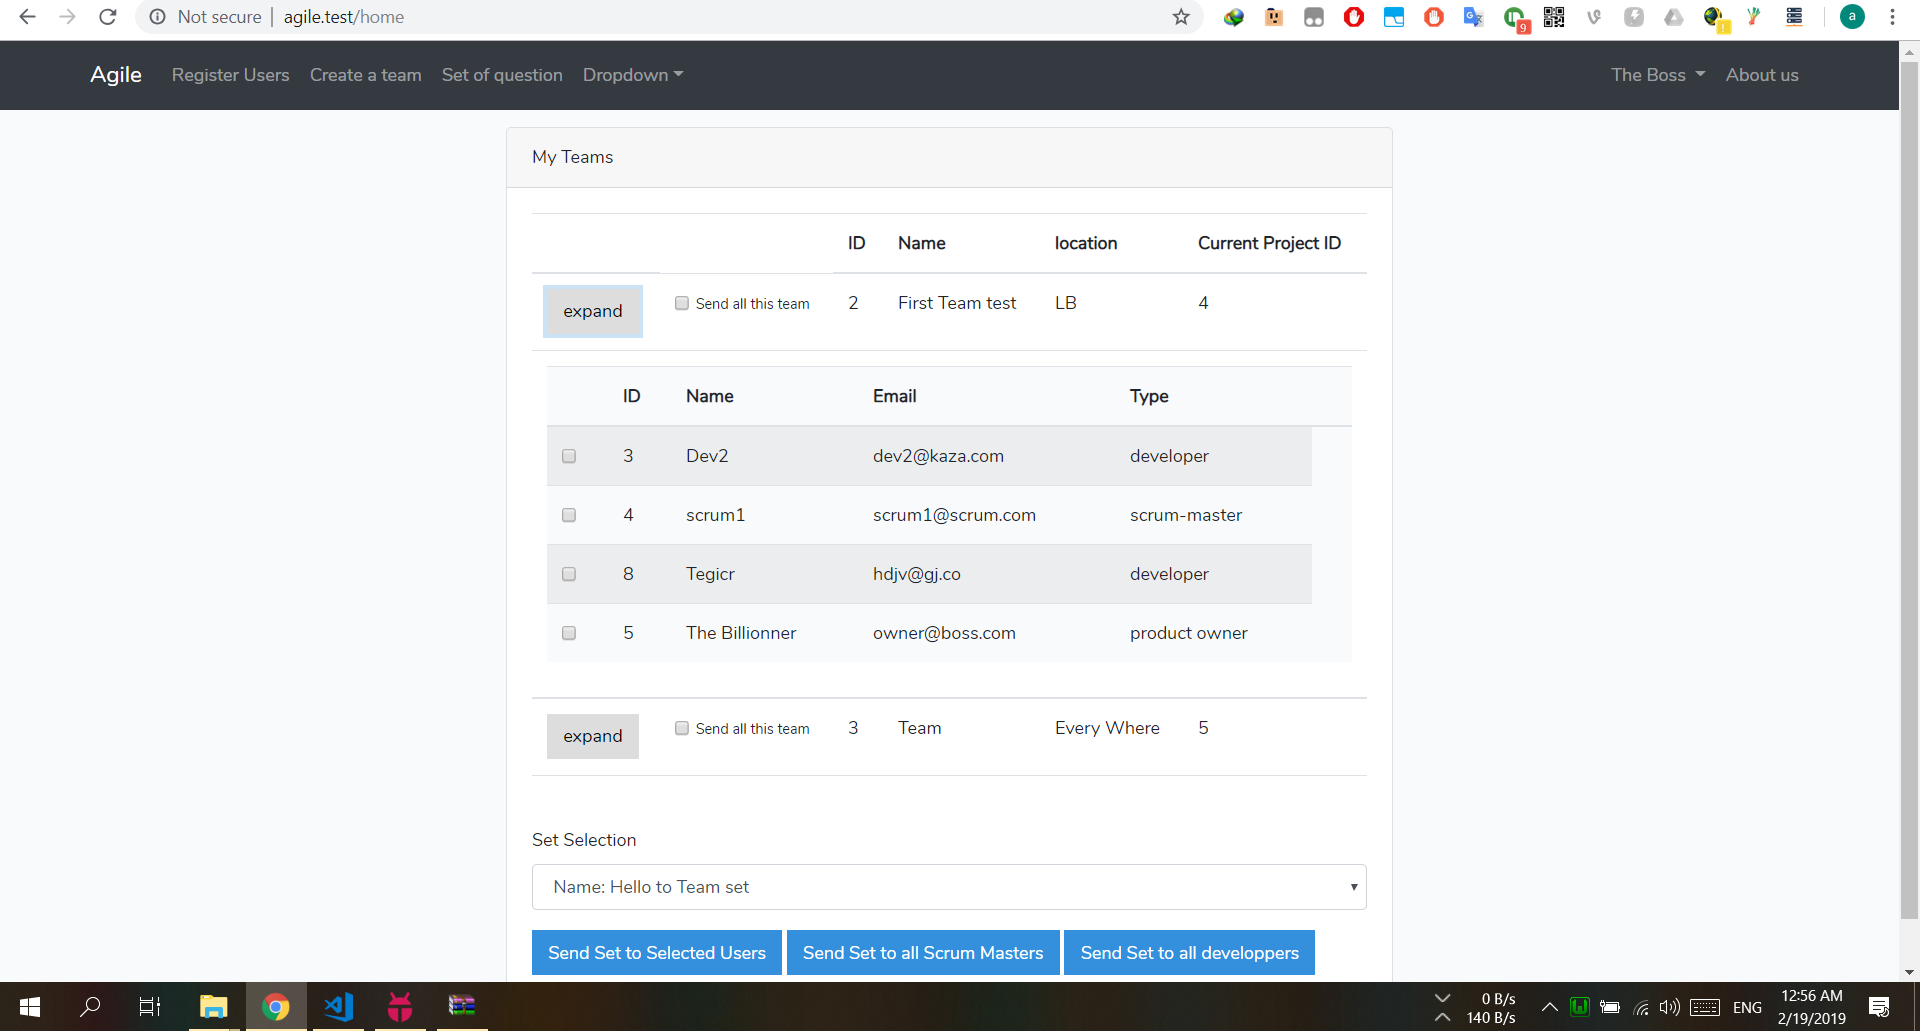 Not secure | agile.test/home
9
1
a
Agile Register Users Create a team Set of question Dropdown The Boss About us
My Teams
ID Name location Current Project ID
expand Send all this team 2 First Team test LB 4
ID Name Email Type
3 Dev2 dev2@kaza.com developer
4 scrum1 scrum1@scrum.com scrum-master
8 Tegicr hdjv@gj.co developer
5 The Billionner owner@boss.com product owner
expand Send all this team 3 Team Every Where 5
Set Selection
Name: Hello to Team set
Send Set to Selected Users Send Set to all Scrum Masters Send Set to all developpers
0 B/s
140 B/s
ENG
12:56 AM
2/19/2019